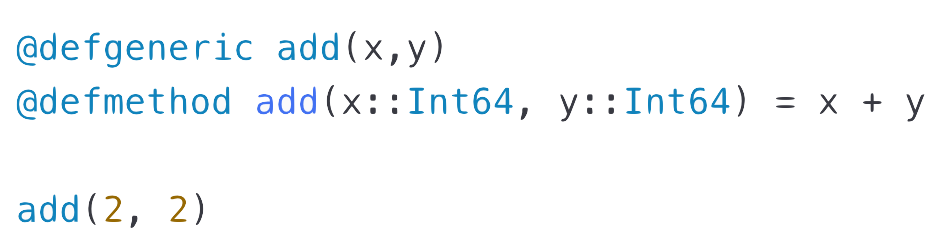 @defgeneric add(x,y)
@defmethod add(x::Int64, y::Int64) = x + y
add(2, 2)